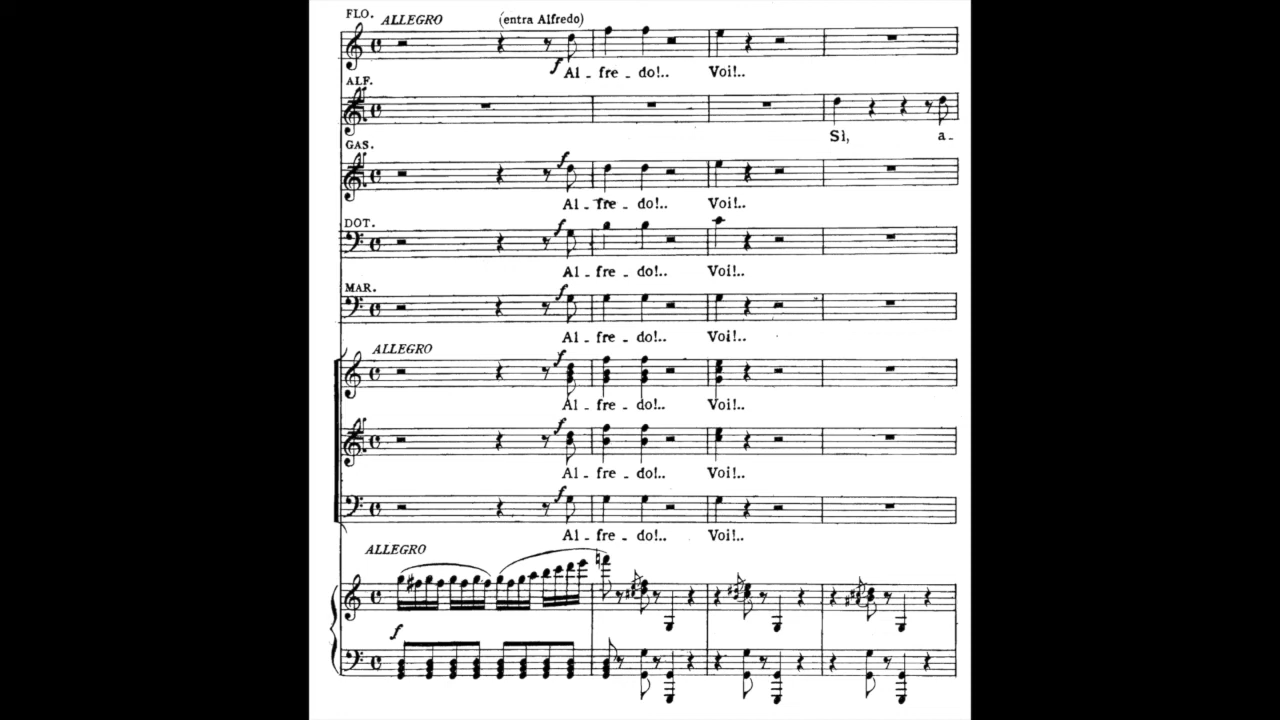 FLO. ALLEGRO (entra Alfredo)
f Al - fre - do!.. Voi!..
ALF.
Sì, a-
GAS.
f
Al - fre - do!.. Voi!..
DOT.
f
Al - fre - do!.. Voi!..
MAR.
f
Al - fre - do!.. Voi!..
ALLEGRO
f
Al - fre - do!.. Voi!..
f
Al - fre - do!.. Voi!..
f
Al - fre - do!.. Voi!..
ALLEGRO
f